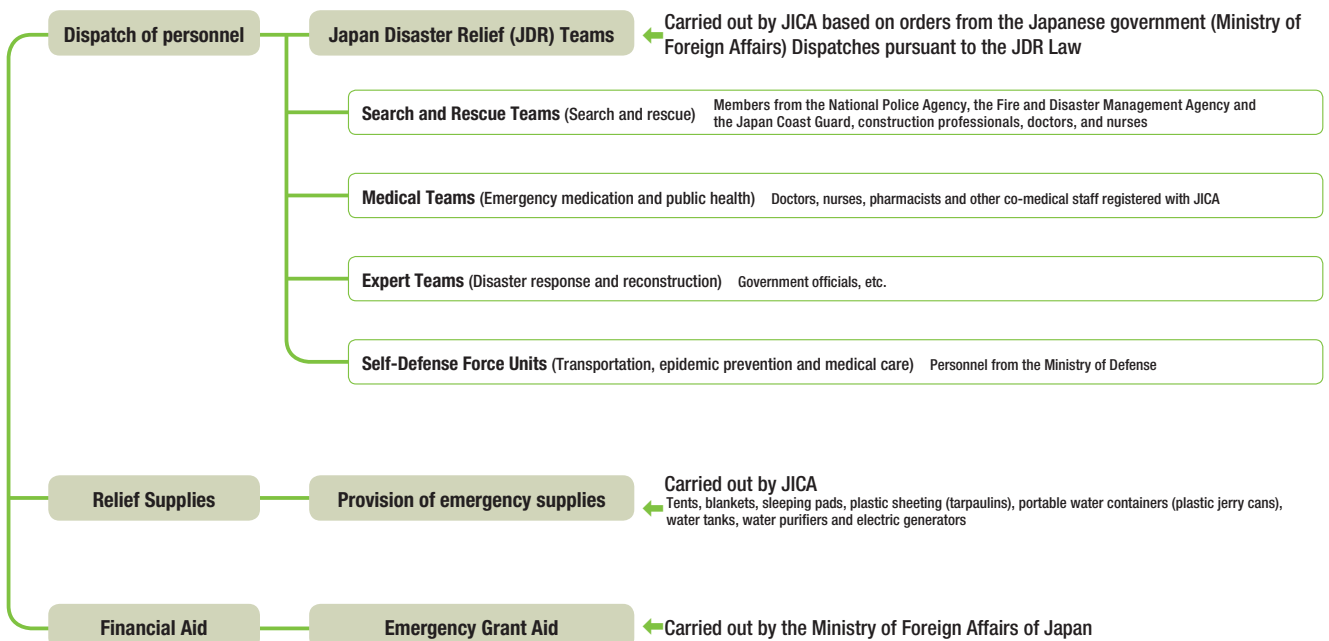 Dispatch of personnel
Japan Disaster Relief (JDR) Teams
Carried out by JICA based on orders from the Japanese government (Ministry of
Foreign Affairs) Dispatches pursuant to the JDR Law
Search and Rescue Teams (Search and rescue) Members from the National Police Agency, the Fire and Disaster Management Agency and
the Japan Coast Guard, construction professionals, doctors, and nurses
Medical Teams (Emergency medication and public health) Doctors, nurses, pharmacists and other co-medical staff registered with JICA
Expert Teams (Disaster response and reconstruction) Government officials, etc.
Self-Defense Force Units (Transportation, epidemic prevention and medical care) Personnel from the Ministry of Defense
Relief Supplies
Provision of emergency supplies
Carried out by JICA
Tents, blankets, sleeping pads, plastic sheeting (tarpaulins), portable water containers (plastic jerry cans),
water tanks, water purifiers and electric generators
Financial Aid
Emergency Grant Aid
Carried out by the Ministry of Foreign Affairs of Japan